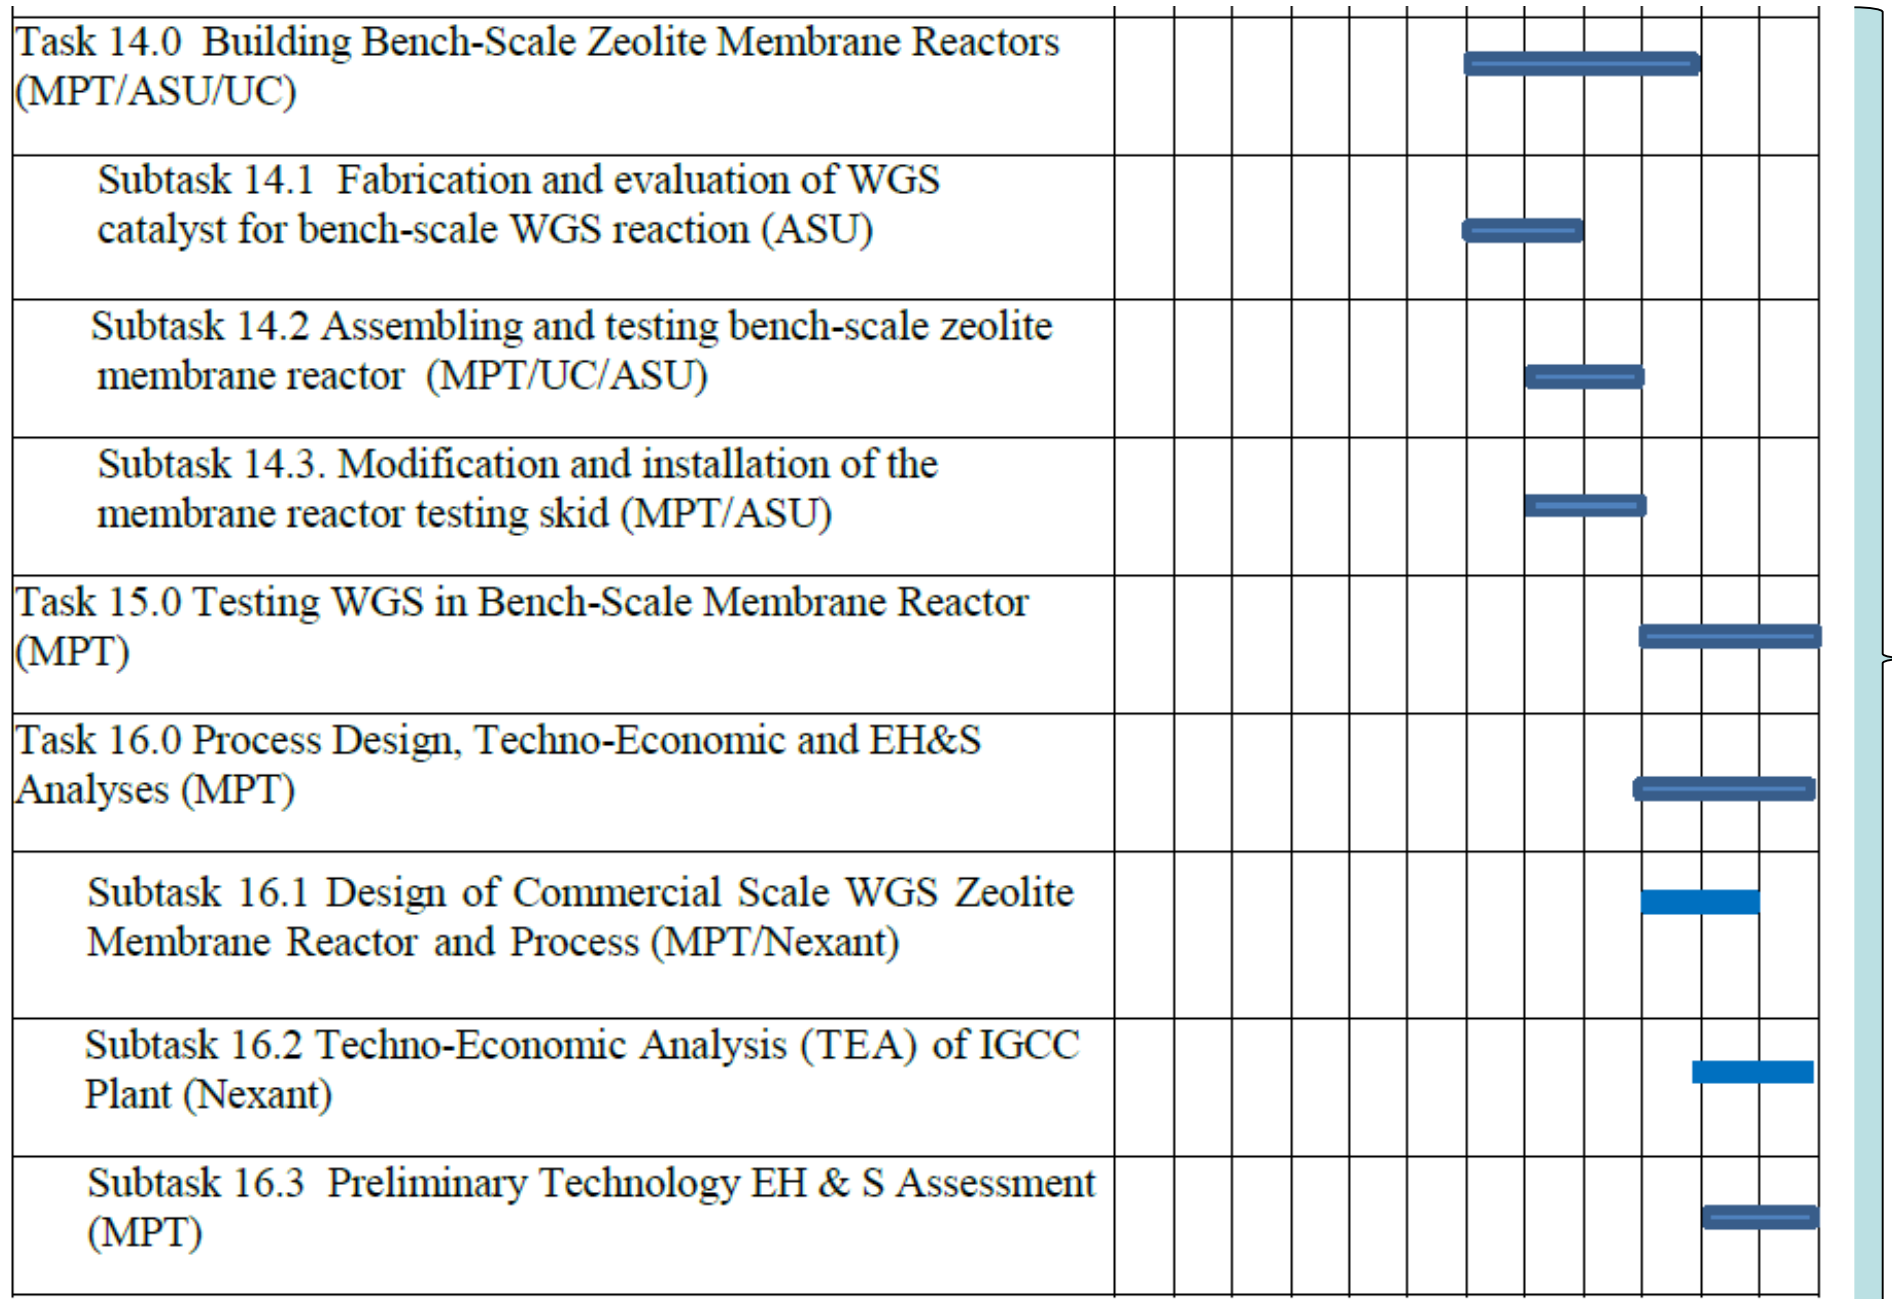 Task 14.0 Building Bench-Scale Zeolite Membrane Reactors
(MPT/ASU/UC)
Subtask 14.1 Fabrication and evaluation of WGS
catalyst for bench-scale WGS reaction (ASU)
Subtask 14.2 Assembling and testing bench-scale zeolite
membrane reactor (MPT/UC/ASU)
Subtask 14.3. Modification and installation of the
membrane reactor testing skid (MPT/ASU)
Task 15.0 Testing WGS in Bench-Scale Membrane Reactor
(MPT)
Task 16.0 Process Design, Techno-Economic and EH&S
Analyses (MPT)
Subtask 16.1 Design of Commercial Scale WGS Zeolite
Membrane Reactor and Process (MPT/Nexant)
Subtask 16.2 Techno-Economic Analysis (TEA) of IGCC
Plant (Nexant)
Subtask 16.3 Preliminary Technology EH & S Assessment
(MPT)